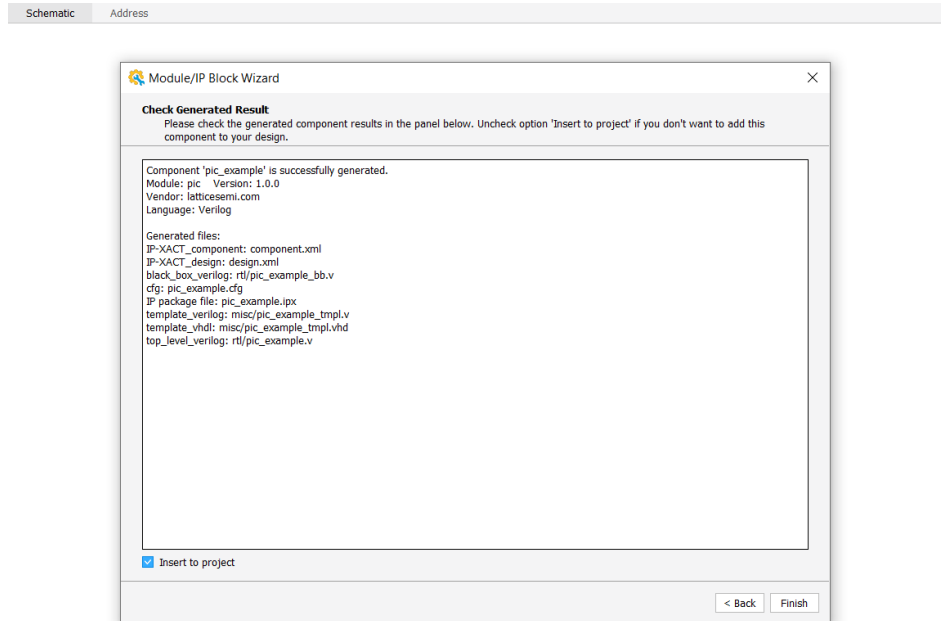 Schematic Address
Module/IP Block Wizard
Check Generated Result
Please check the generated component results in the panel below. Uncheck option 'Insert to project' if you don't want to add this
component to your design.
Component 'pic_example' is successfully generated.
Module: pic Version: 1.0.0
Vendor: latticesemi.com
Language: Verilog
Generated files:
IP-XACT_component: component.xml
IP-XACT_design: design.xml
black_box_verilog: rtl/pic_example_bb.v
cfg: pic_example.cfg
IP package file: pic_example.ipx
template_verilog: misc/pic_example_tmpl.v
template_vhdl: misc/pic_example_tmpl.vhd
top_level_verilog: rtl/pic_example.v
Insert to project
< Back Finish